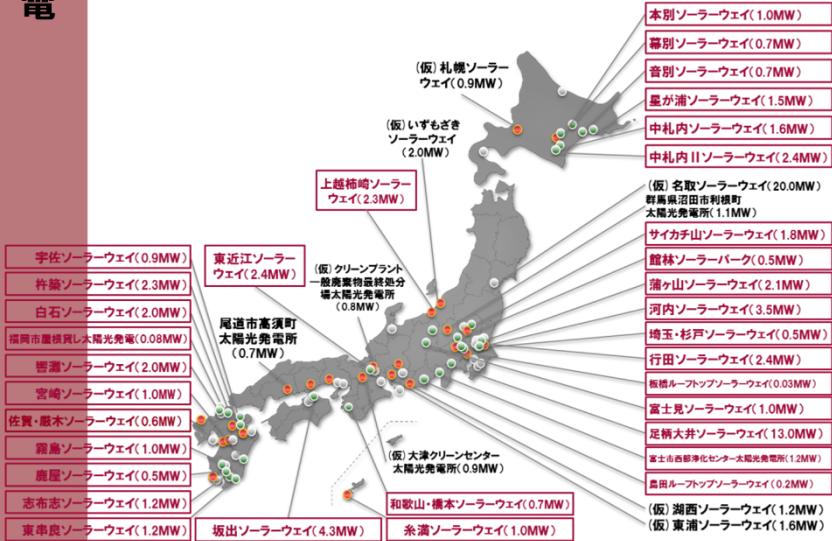 電
本別ソーラーウェイ(1.0MW)
幕別ソーラーウェイ(0.7MW)
音別ソーラーウェイ(0.7MW)
星が浦ソーラーウェイ(1.5MW)
中札内ソーラーウェイ(1.6MW)
中札内IIソーラーウェイ(2.4MW)
(仮)札幌ソーラー
ウェイ(0.9MW)
(仮)いずもざき
ソーラーウェイ
(2.0MW)
上越柿崎ソーラー
ウェイ(2.3MW)
(仮)名取ソーラーウェイ(20.0MW)
群馬県沼田市利根町
太陽光発電所(1.1MW)
サイカチ山ソーラーウェイ(1.8MW)
館林ソーラーパーク(0.5MW)
蒲ヶ山ソーラーウェイ(2.1MW)
河内ソーラーウェイ(3.5MW)
埼玉・杉戸ソーラーウェイ(0.5MW)
行田ソーラーウェイ(2.4MW)
板橋ルーフトップソーラーウェイ(0.03MW)
富士見ソーラーウェイ(1.0MW)
足柄大井ソーラーウェイ(13.0MW)
富士市西部浄化センター太陽光発電所(1.2MW)
島田ルーフトップソーラーウェイ(0.2MW)
(仮)湖西ソーラーウェイ(1.2MW)
(仮)東浦ソーラーウェイ(1.6MW)
東近江ソーラー
ウェイ(2.4MW)
(仮)クリーンプラント
一般廃棄物最終処分
場太陽光発電所
(0.8MW)
尾道市高須町
太陽光発電所
(0.7MW)
宇佐ソーラーウェイ(0.9MW)
杵築ソーラーウェイ(2.3MW)
白石ソーラーウェイ(2.0MW)
福岡市屋根貸し太陽光発電(0.08MW)
響灘ソーラーウェイ(2.0MW)
宮崎ソーラーウェイ(1.0MW)
佐賀・厳木ソーラーウェイ(0.6MW)
霧島ソーラーウェイ(1.0MW)
鹿屋ソーラーウェイ(0.5MW)
志布志ソーラーウェイ(1.2MW)
東串良ソーラーウェイ(1.2MW)
(仮)大津クリーンセンター
太陽光発電所(0.9MW)
和歌山・橋本ソーラーウェイ(0.7MW)
坂出ソーラーウェイ(4.3MW)
糸満ソーラーウェイ(1.0MW)